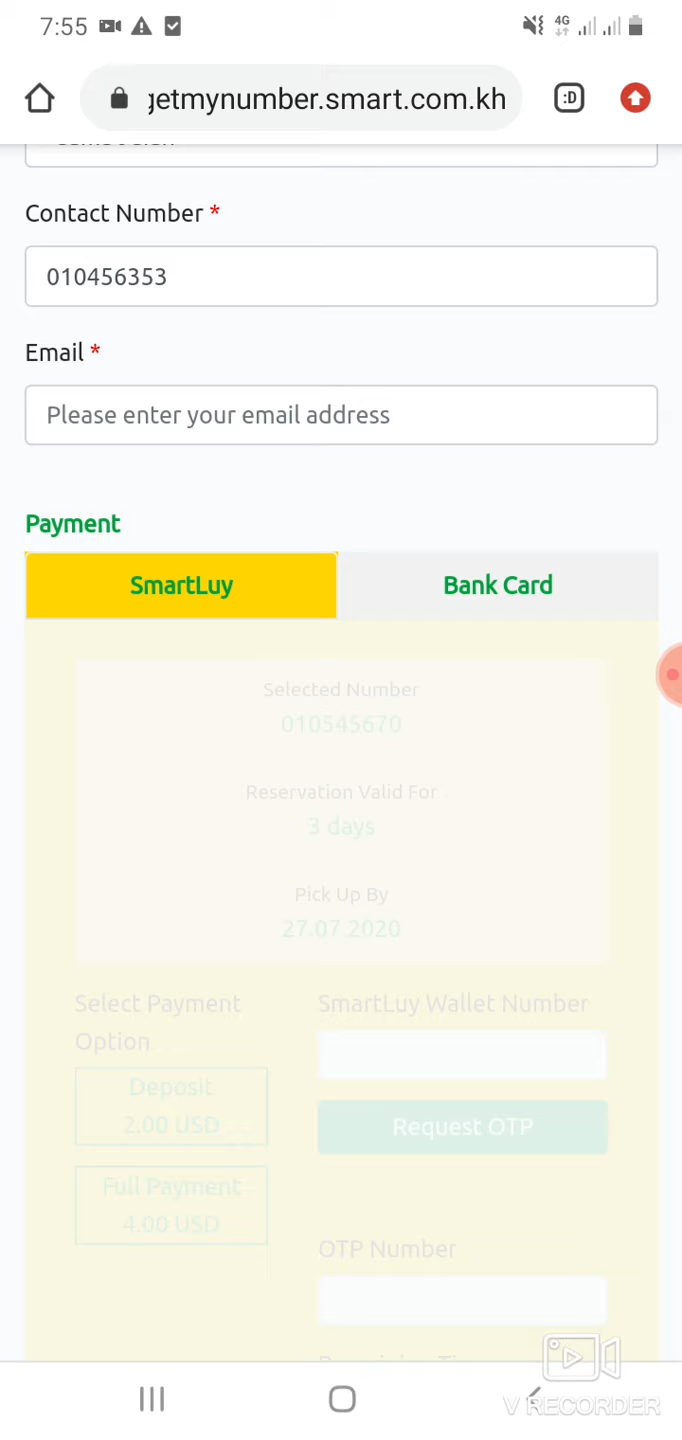 7:55
4G
getmynumber.smart.com.kh
:D
Contact Number *
010456353
Email *
Please enter your email address
Payment
SmartLuy
Bank Card
Selected Number
010545670
Reservation Valid For
3 days
Pick Up By
27.07.2020
Select Payment
Option
SmartLuy Wallet Number
Deposit
2.00 USD
Request OTP
Full Payment
4.00 USD
OTP Number
V RECORDER